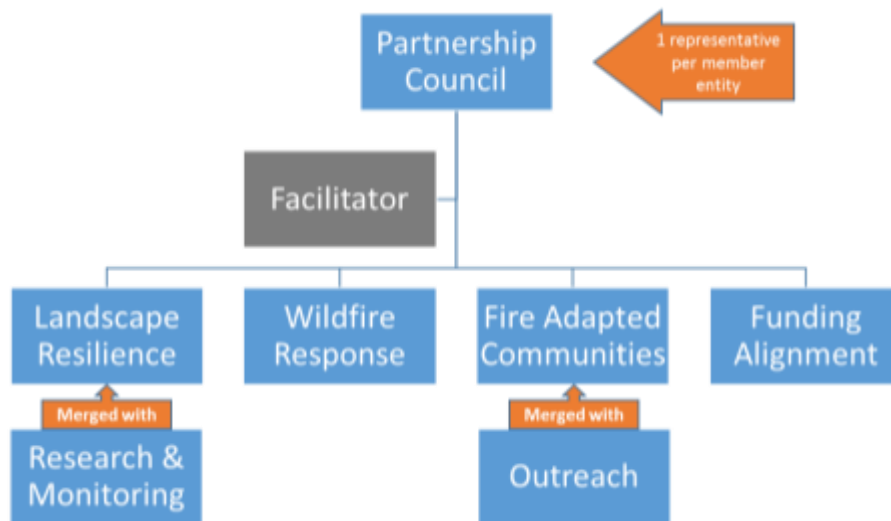 Partnership
Council
1 representative
per member
entity
Facilitator
Landscape
Resilience
Wildfire
Response
Fire Adapted
Communities
Funding
Alignment
Merged with
Merged with
Research &
Monitoring
Outreach